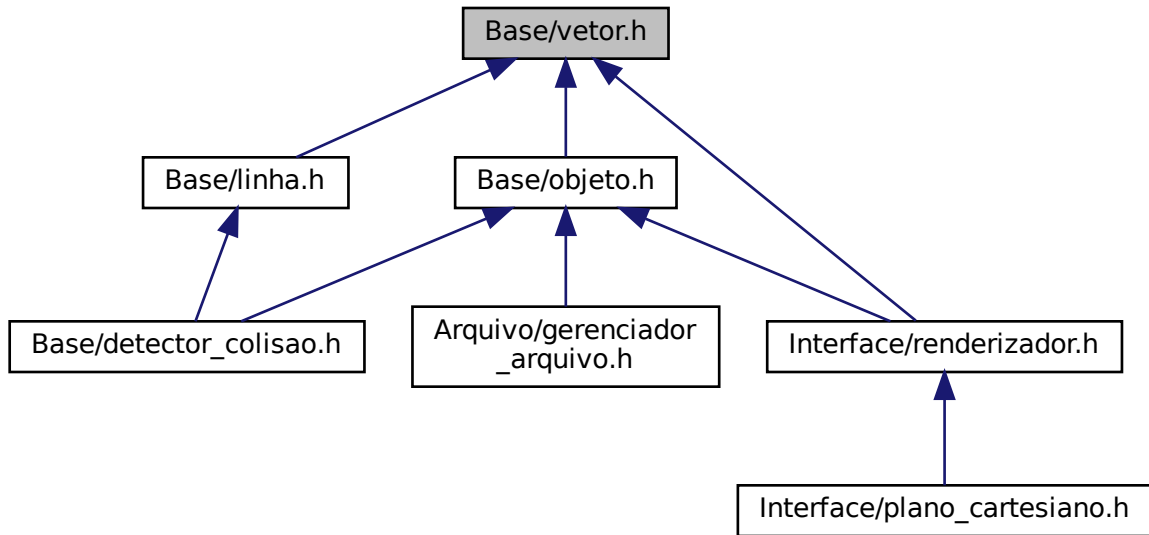 Base/vetor.h
Base/linha.h
Base/objeto.h
Base/detector_colisao.h
Arquivo/gerenciador
_arquivo.h
Interface/renderizador.h
Interface/plano_cartesiano.h